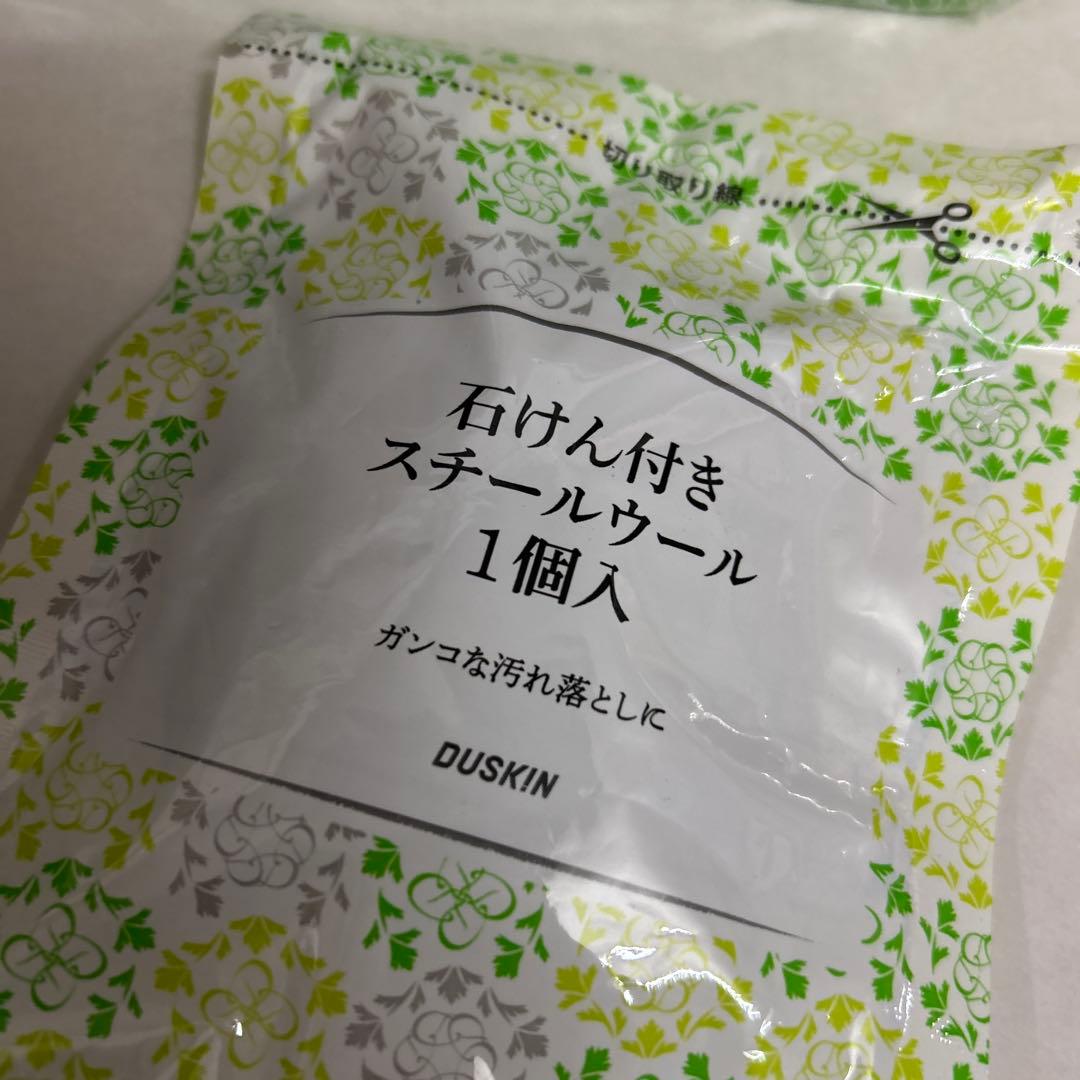 切り取り線
石けん付き
スチールウール
1個入
ガンコな汚れ落としに
DUSKIN